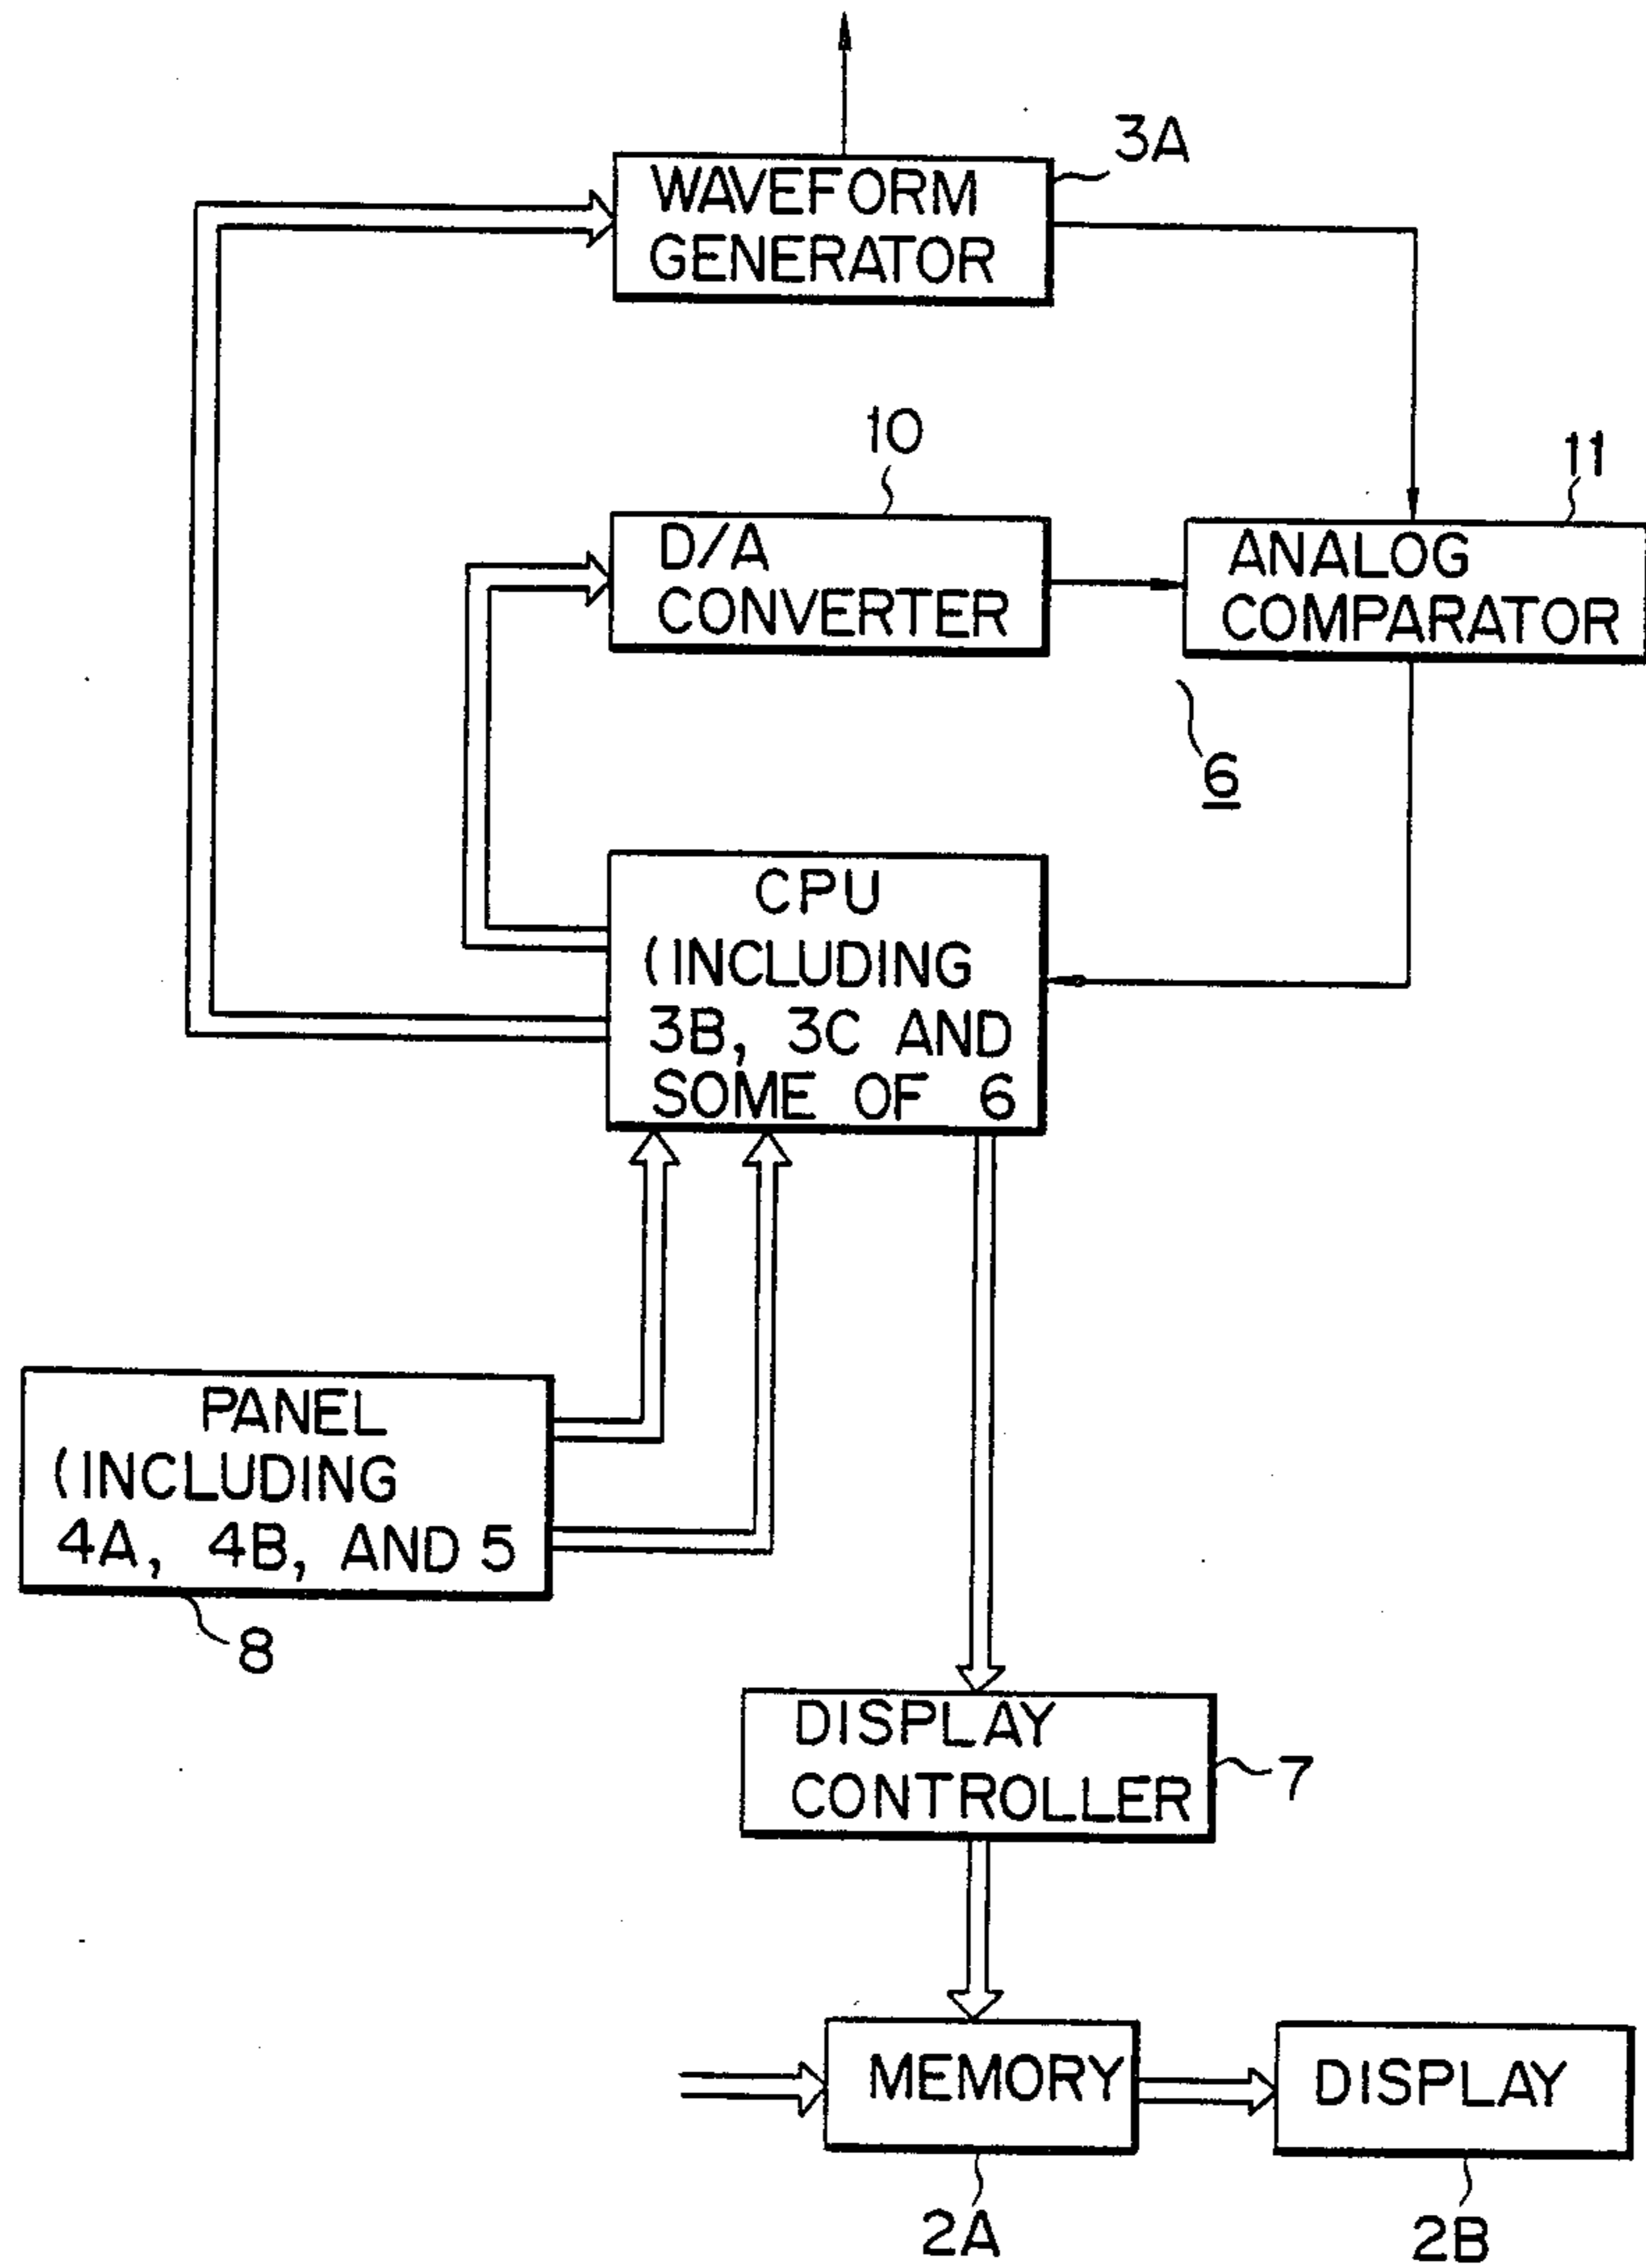 3A
WAVEFORM
GENERATOR
10
11
D/A
CONVERTER
ANALOG
COMPARATOR
6
CPU
(INCLUDING
3B, 3C AND
SOME OF 6
PANEL
(INCLUDING
4A, 4B, AND 5
8
DISPLAY
CONTROLLER
7
MEMORY
DISPLAY
2A
2B